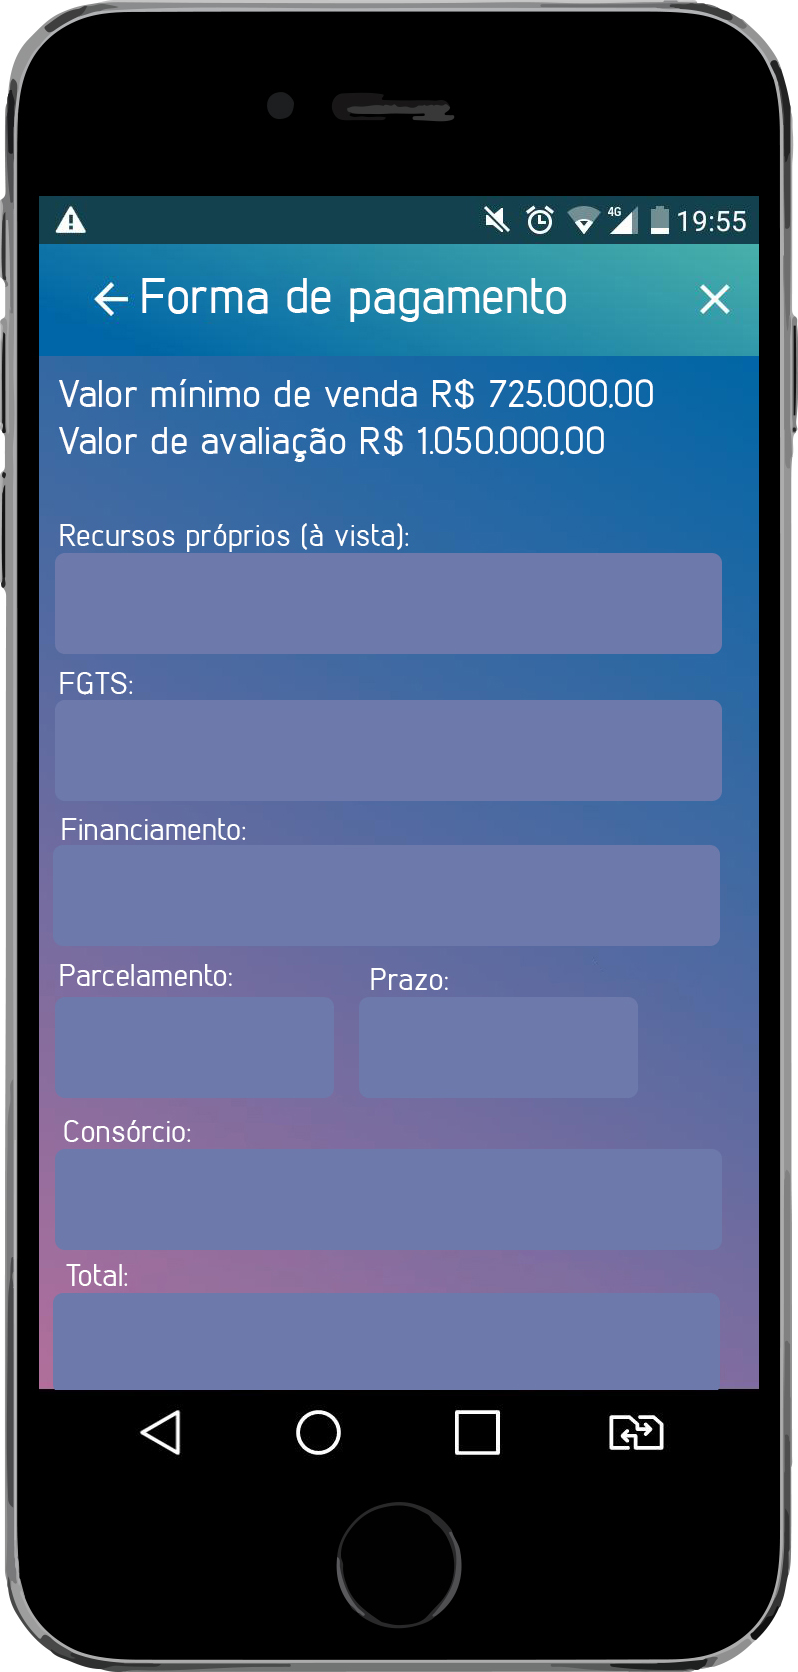 4G 19:55
Forma de pagamento
Valor mínimo de venda R$ 725.000,00
Valor de avaliação R$ 1.050.000,00
Recursos próprios (à vista):
FGTS:
Financiamento:
Parcelamento: Prazo:
Consórcio:
Total: